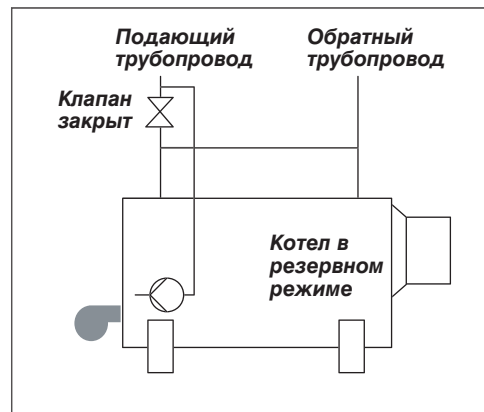 Подающий
трубопровод
Обратный
трубопровод
Клапан
закрыт
Котел в
резервном
режиме